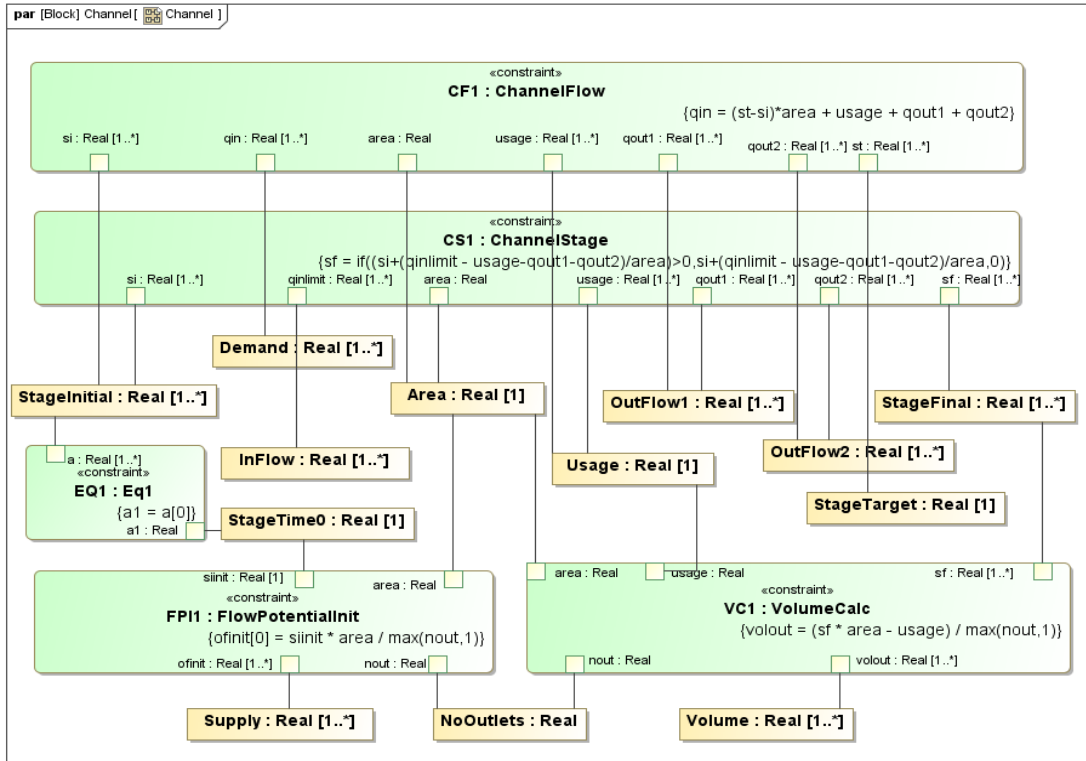 par [Block] Channel [ Channel ]
«constraint»
CF1 : ChannelFlow
{qin = (st-si)*area + usage + qout1 + qout2}
si : Real [1..*]
qin : Real [1..*]
area : Real
usage : Real [1..*]
qout1 : Real [1..*]
qout2 : Real [1..*]
st : Real [1..*]
«constraint»
CS1 : ChannelStage
{sf = if((si+(qinlimit - usage-qout1-qout2)/area)>0,si+(qinlimit - usage-qout1-qout2)/area,0)}
si : Real [1..*]
qinlimit : Real [1..*]
area : Real
usage : Real [1..*]
qout1 : Real [1..*]
qout2 : Real [1..*]
sf : Real [1..*]
Demand : Real [1..*]
StageInitial : Real [1..*]
Area : Real [1]
OutFlow1 : Real [1..*]
StageFinal : Real [1..*]
InFlow : Real [1..*]
Usage : Real [1]
OutFlow2 : Real [1..*]
a : Real [1..*]
«constraint»
EQ1 : Eq1
{a1 = a[0]}
a1 : Real
StageTime0 : Real [1]
StageTarget : Real [1]
siinit : Real [1]
area : Real
«constraint»
FPI1 : FlowPotentialInit
{ofinit[0] = siinit * area / max(nout,1)}
ofinit : Real [1..*]
nout : Real
area : Real
usage : Real
sf : Real [1..*]
«constraint»
VC1 : VolumeCalc
{volout = (sf * area - usage) / max(nout,1)}
nout : Real
volout : Real [1..*]
Supply : Real [1..*]
NoOutlets : Real
Volume : Real [1..*]